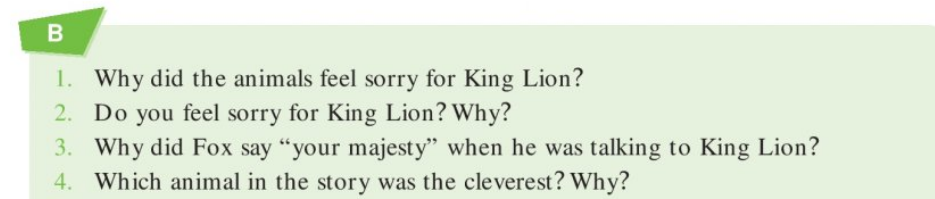 B
1. Why did the animals feel sorry for King Lion?
2. Do you feel sorry for King Lion? Why?
3. Why did Fox say “your majesty” when he was talking to King Lion?
4. Which animal in the story was the cleverest? Why?